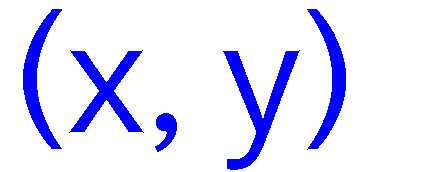 (x, y)